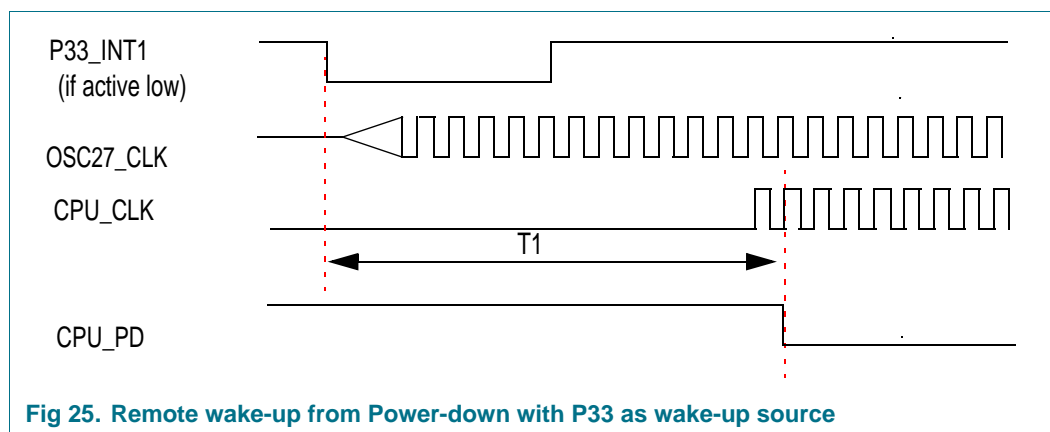 P33_INT1
(if active low)
OSC27_CLK
CPU_CLK
T1
CPU_PD
Fig 25. Remote wake-up from Power-down with P33 as wake-up source